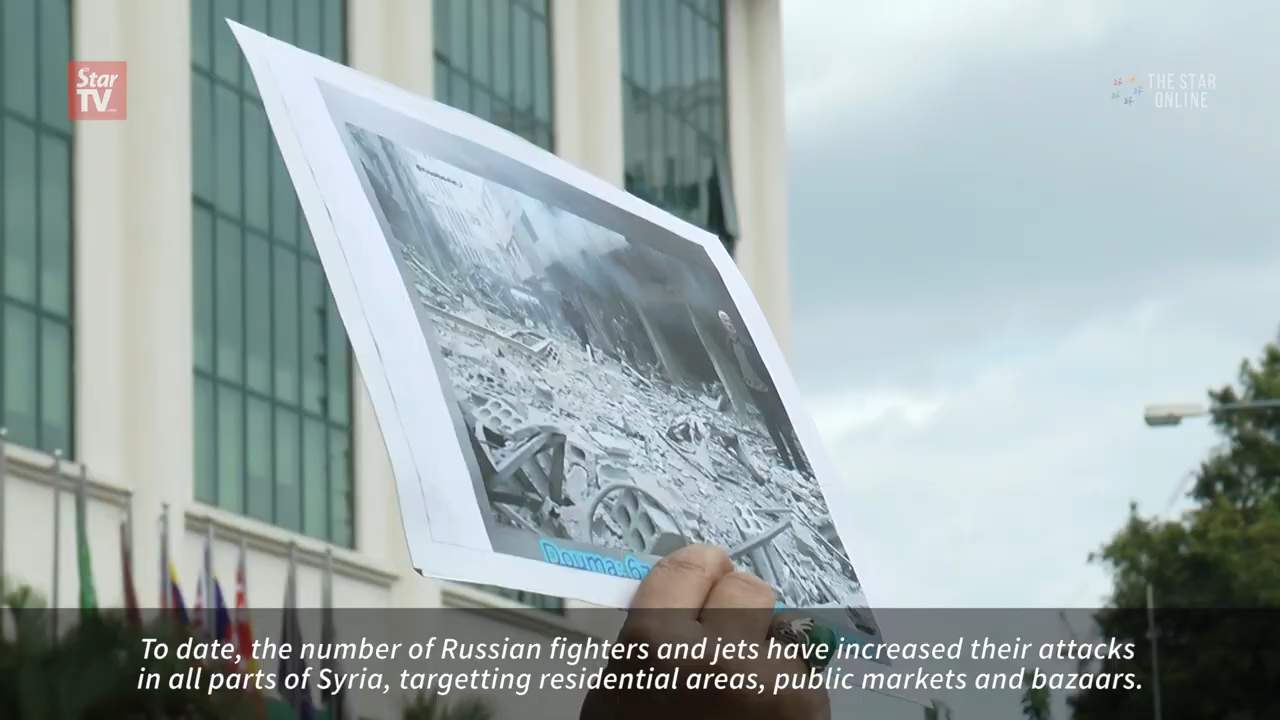 Star
TV
THE STAR
ONLINE
Douma-
To date, the number of Russian fighters and jets have increased their attacks
in all parts of Syria, targetting residential areas, public markets and bazaars.